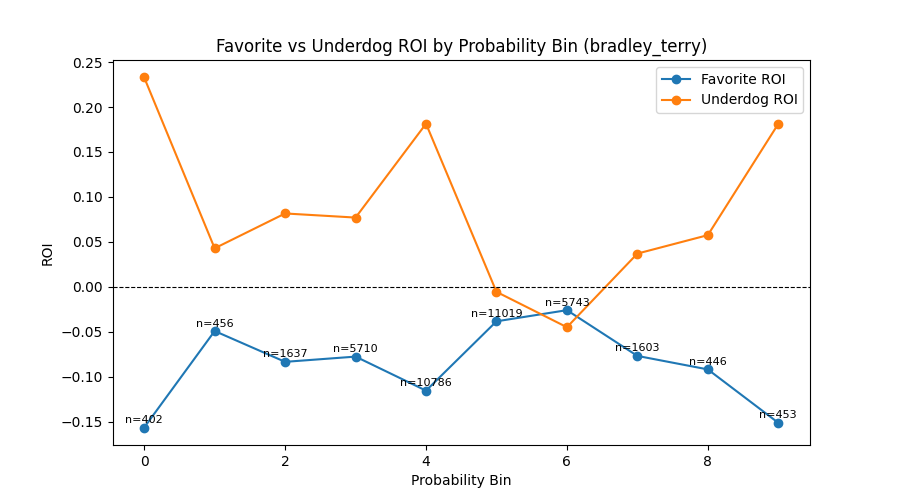 Favorite vs Underdog ROI by Probability Bin (bradley_terry)
Favorite ROI
Underdog ROI
0.25
0.20
0.15
0.10
0.05
0.00
−0.05
−0.10
−0.15
ROI
n=402
n=456
n=1637
n=5710
n=10786
n=11019
n=5743
n=1603
n=446
n=453
0
2
4
6
8
Probability Bin